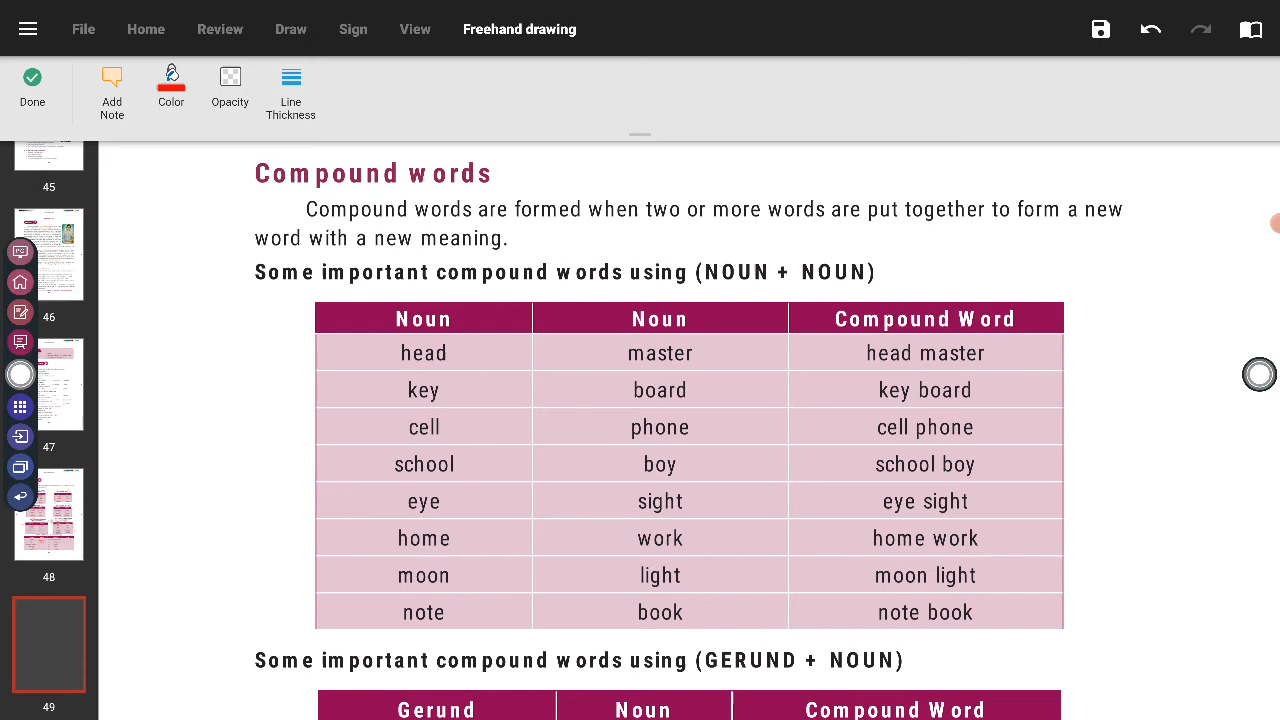 File Home Review Draw Sign View Freehand drawing
Done
Add
Note
Color
Opacity
Line
Thickness
45
46
47
48
49
PC
Compound words
Compound words are formed when two or more words are put together to form a new
word with a new meaning.
Some important compound words using (NOUN + NOUN)
Noun Noun Compound Word
head master head master
key board key board
cell phone cell phone
school boy school boy
eye sight eye sight
home work home work
moon light moon light
note book note book
Some important compound words using (GERUND + NOUN)
Gerund Noun Compound Word